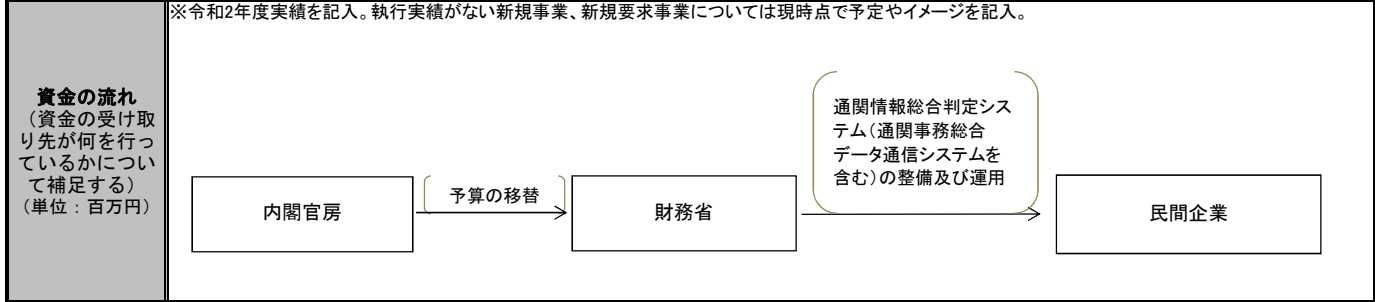 ※令和2年度実績を記入。執行実績がない新規事業、新規要求事業については現時点で予定やイメージを記入。
資金の流れ
(資金の受け取
り先が何を行っ
ているかについ
て補足する)
(単位:百万円)
通関情報総合判定シス
テム(通関事務総合
データ通信システムを
含む)の整備及び運用
内閣官房
予算の移替
財務省
民間企業